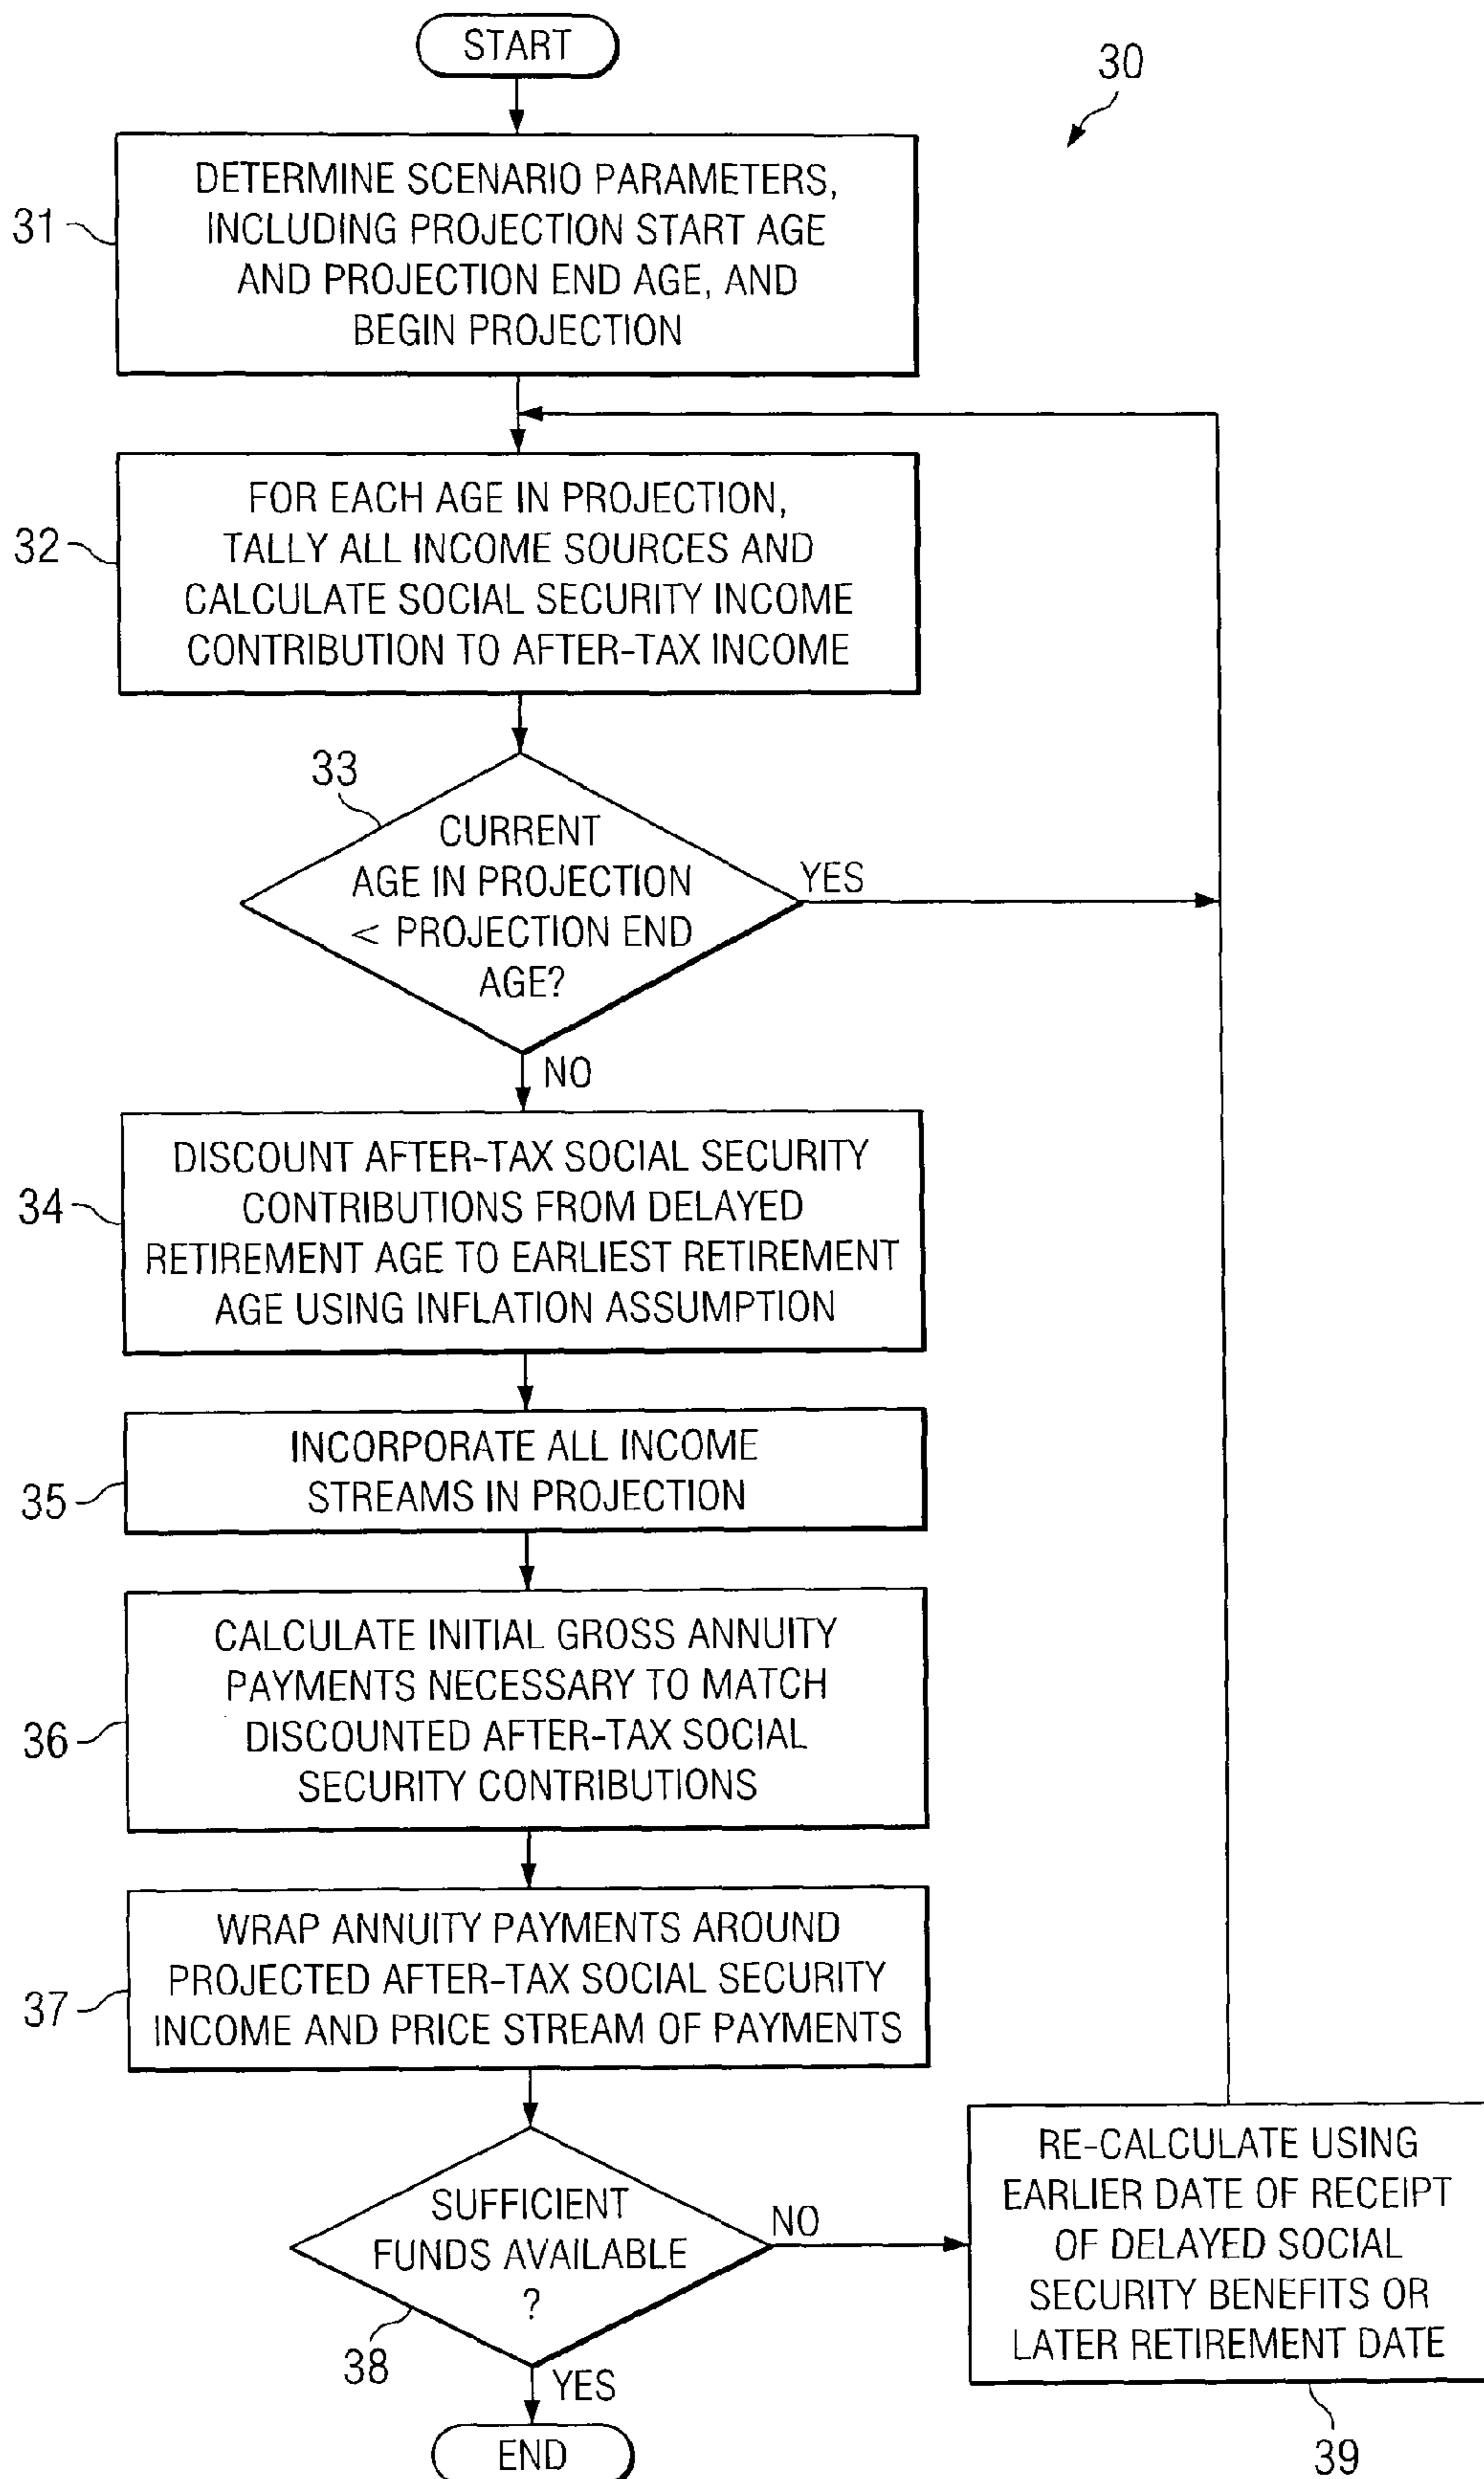 START
30
31
DETERMINE SCENARIO PARAMETERS,
INCLUDING PROJECTION START AGE
AND PROJECTION END AGE, AND
BEGIN PROJECTION
32
FOR EACH AGE IN PROJECTION,
TALLY ALL INCOME SOURCES AND
CALCULATE SOCIAL SECURITY INCOME
CONTRIBUTION TO AFTER-TAX INCOME
33
CURRENT
AGE IN PROJECTION
< PROJECTION END
AGE?
YES
NO
34
DISCOUNT AFTER-TAX SOCIAL SECURITY
CONTRIBUTIONS FROM DELAYED
RETIREMENT AGE TO EARLIEST RETIREMENT
AGE USING INFLATION ASSUMPTION
35
INCORPORATE ALL INCOME
STREAMS IN PROJECTION
36
CALCULATE INITIAL GROSS ANNUITY
PAYMENTS NECESSARY TO MATCH
DISCOUNTED AFTER-TAX SOCIAL
SECURITY CONTRIBUTIONS
37
WRAP ANNUITY PAYMENTS AROUND
PROJECTED AFTER-TAX SOCIAL SECURITY
INCOME AND PRICE STREAM OF PAYMENTS
38
SUFFICIENT
FUNDS AVAILABLE
?
NO
YES
RE-CALCULATE USING
EARLIER DATE OF RECEIPT
OF DELAYED SOCIAL
SECURITY BENEFITS OR
LATER RETIREMENT DATE
39
END